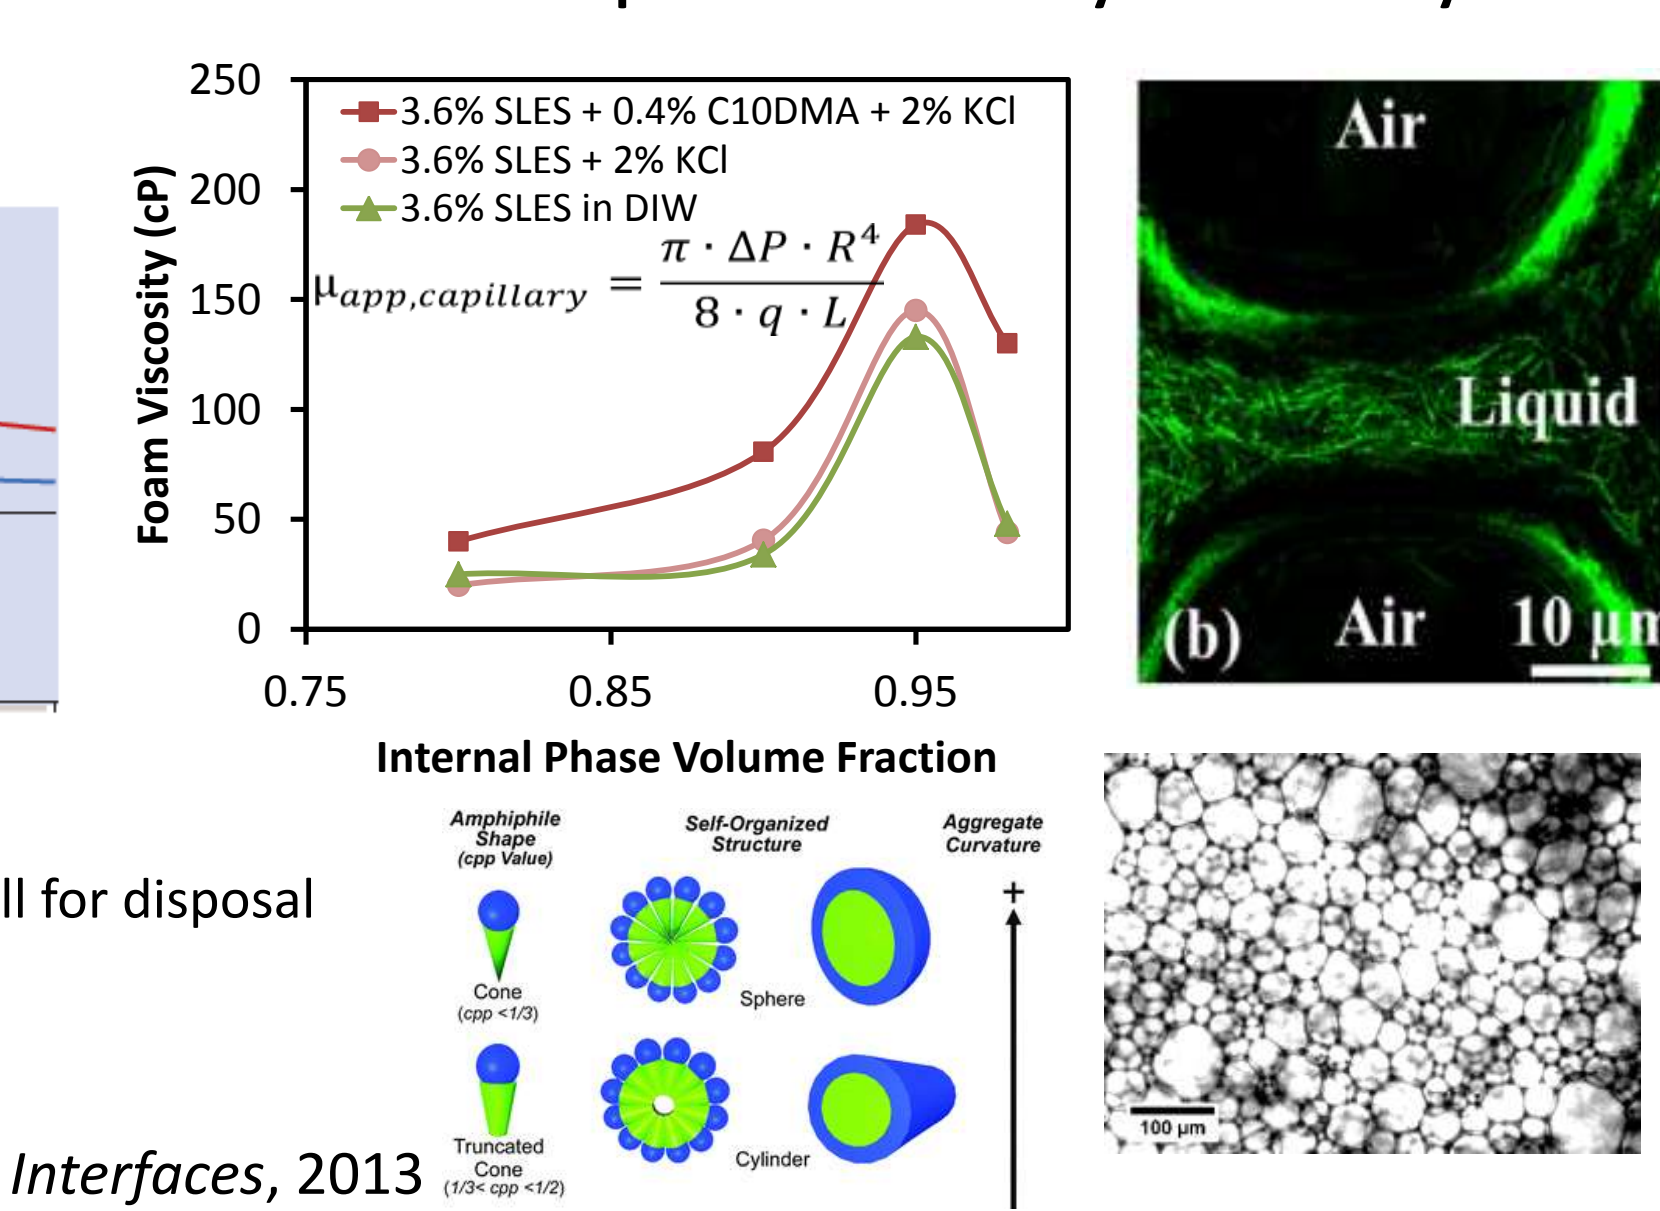 250
200
150
100
50
0
Foam Viscosity (cP)
3.6% SLES + 0.4% C10DMA + 2% KCl
3.6% SLES + 2% KCl
3.6% SLES in DIW
μapp,capillary = π · ΔP · R⁴ / 8 · q · L
0.75 0.85 0.95
Internal Phase Volume Fraction
Air
Liquid
Air
(b)
10 μm
ll for disposal
Interfaces, 2013
Amphiphile
Shape
(cpp Value)
Self-Organized
Structure
Aggregate
Curvature
+
Cone
(cpp <1/3)
Sphere
Truncated
Cone
(1/3< cpp <1/2)
Cylinder
100 μm